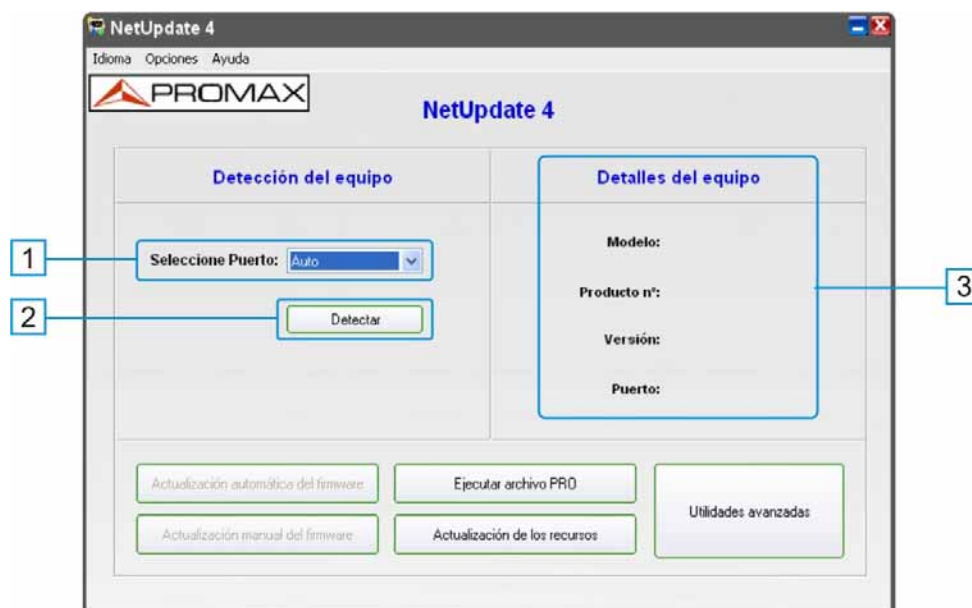 NetUpdate 4
Idioma Opciones Ayuda
PROMAX
NetUpdate 4
Detección del equipo
Detalles del equipo
1
Seleccione Puerto: Auto
Modelo:
2
Detectar
Producto nº:
3
Versión:
Puerto:
Actualización automática del firmware
Ejecutar archivo PRO
Utilidades avanzadas
Actualización manual del firmware
Actualización de los recursos